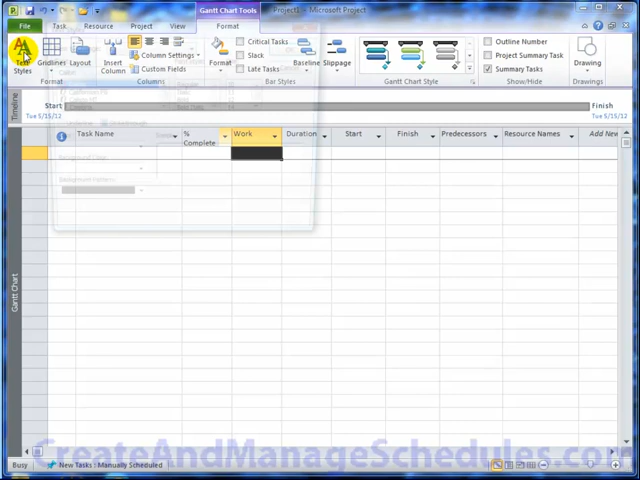 Gantt Chart Tools
Project1 - Microsoft Project
File Task Resource Project View Format
Text Styles
Gridlines
Layout
Format
Insert Column
Column Settings
Custom Fields
Columns
Format
Critical Tasks
Slack
Late Tasks
Bar Styles
Baseline
Slippage
Gantt Chart Style
Outline Number
Project Summary Task
Summary Tasks
Show/Hide
Drawing
Drawings
Timeline
Start
Tue 5/15/12
Finish
Tue 5/15/12
Task Name % Complete Work Duration Start Finish Predecessors Resource Names Add New
Gantt Chart
CreateAndManageSchedules.com
Busy New Tasks : Manually Scheduled